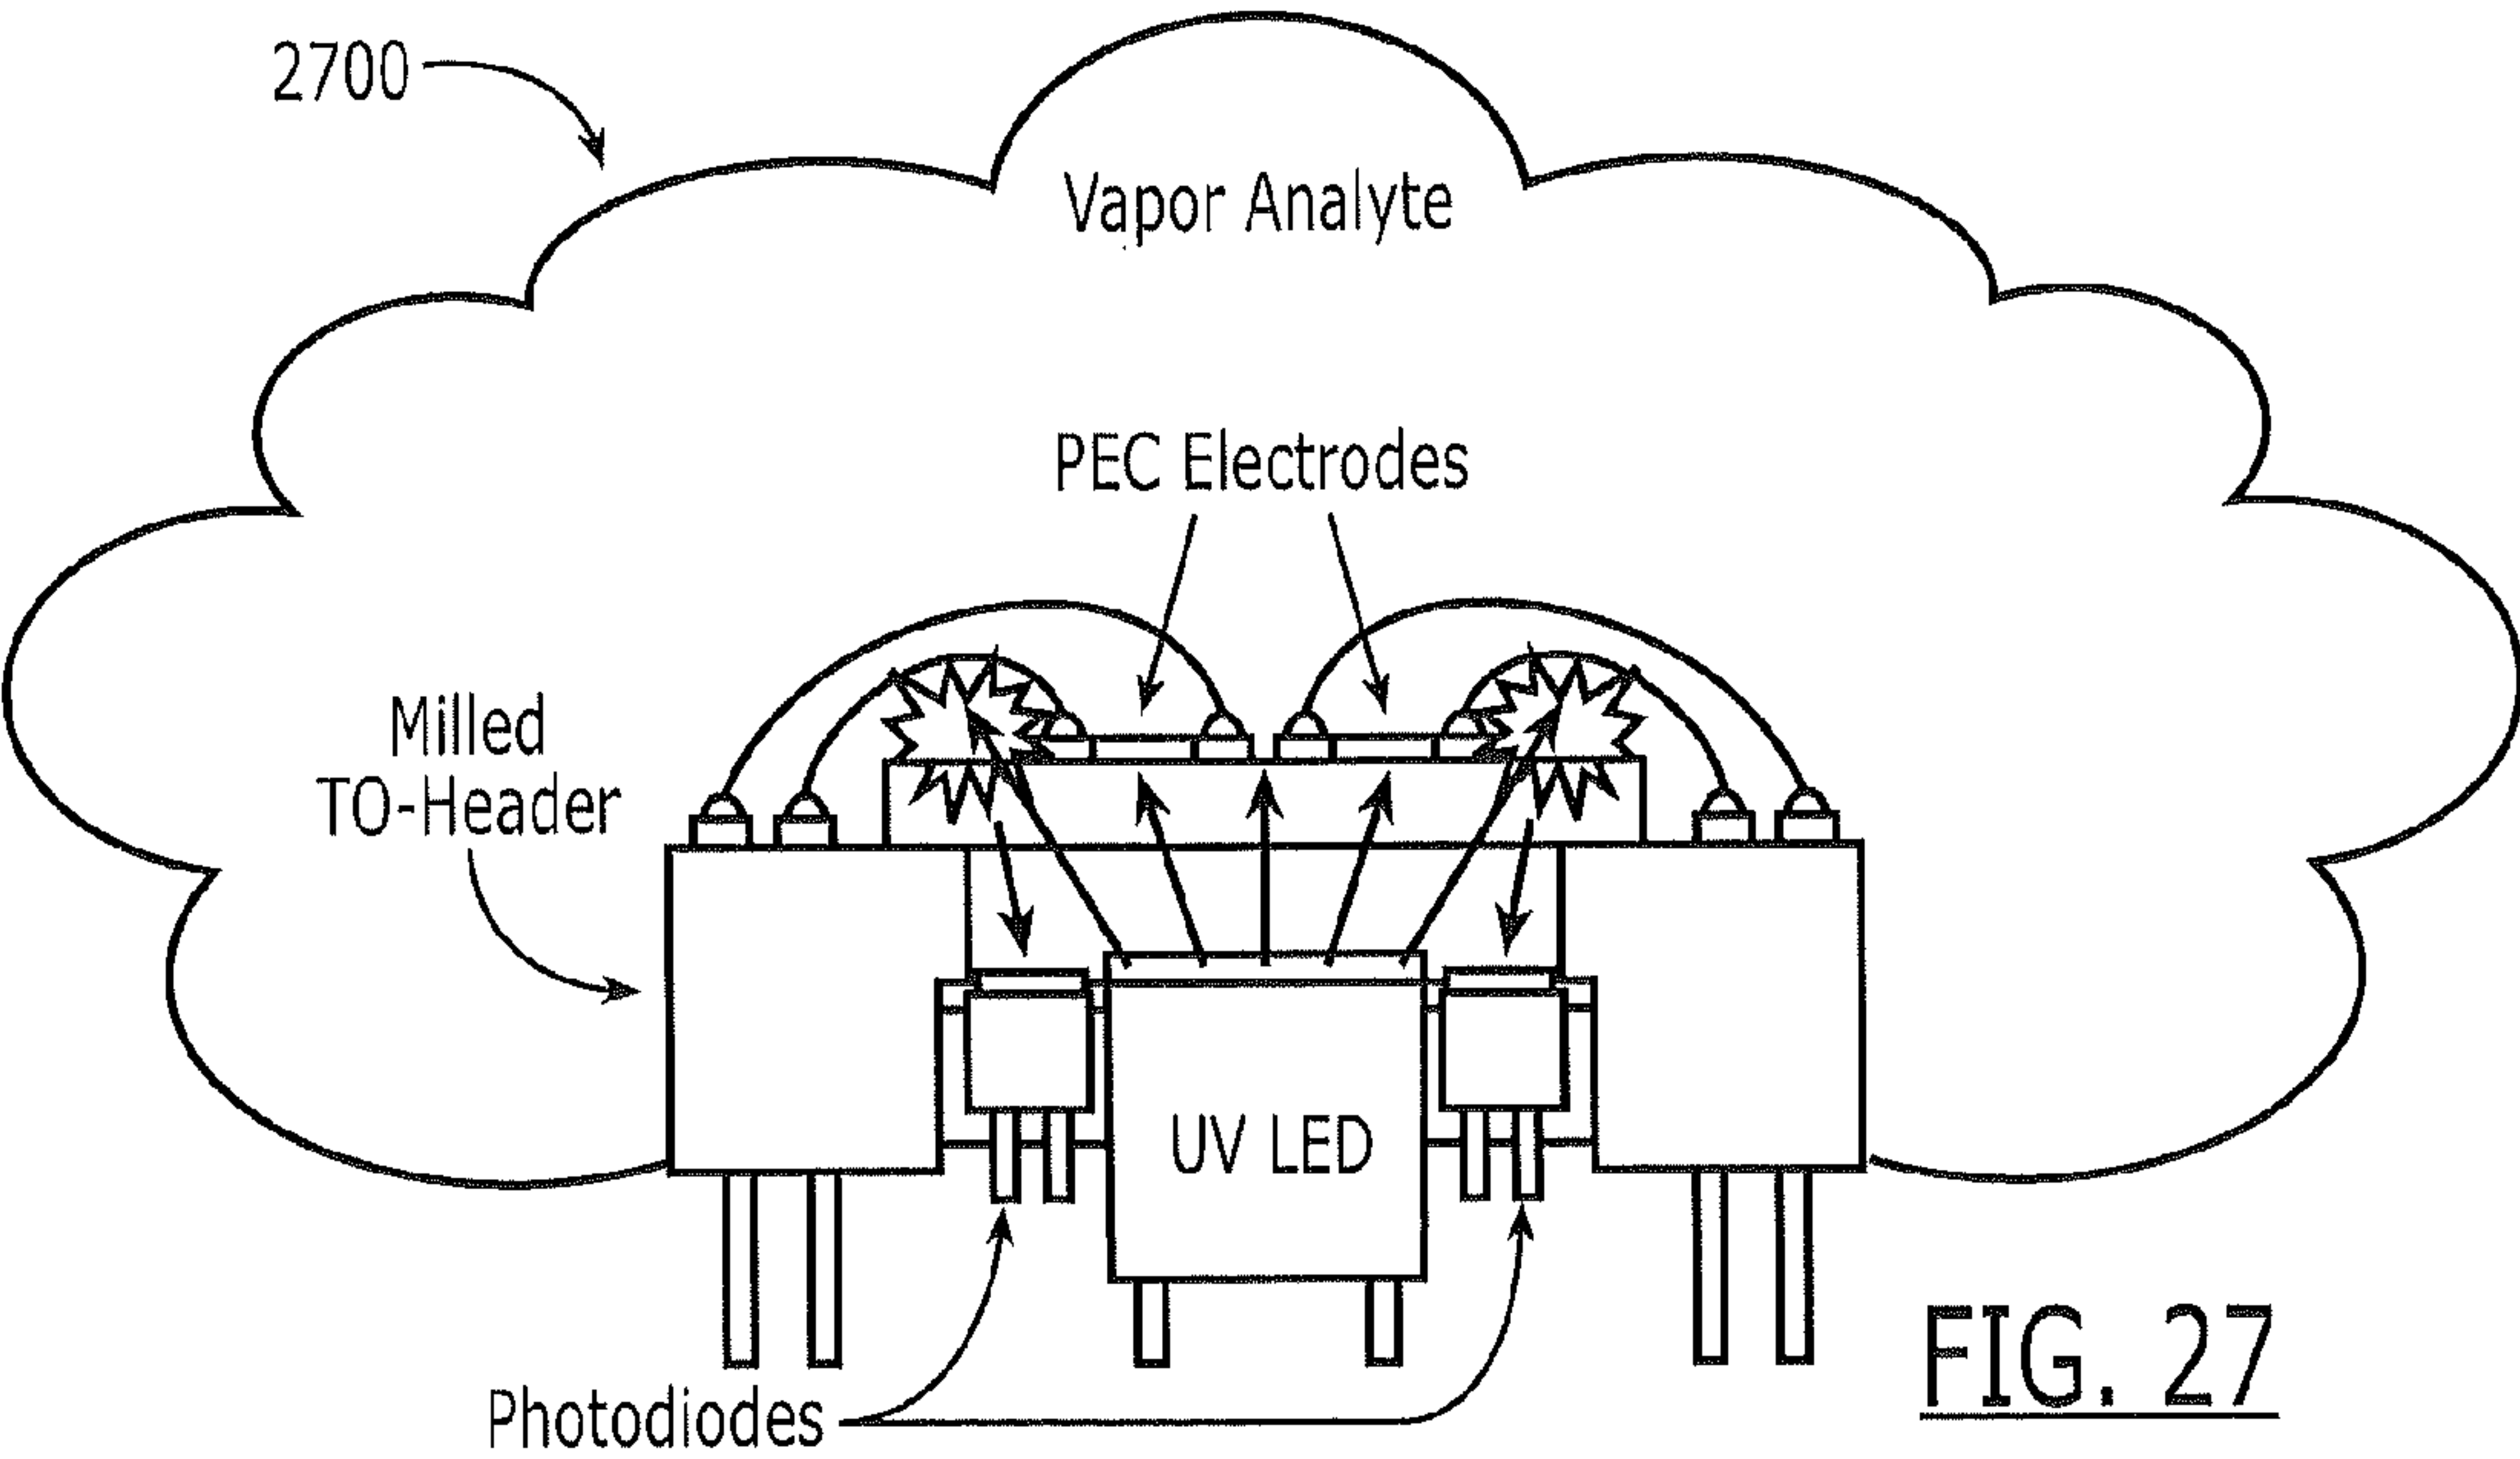 2700
Vapor Analyte
PEC Electrodes
Milled
TO-Header
UV LED
Photodiodes
FIG. 27